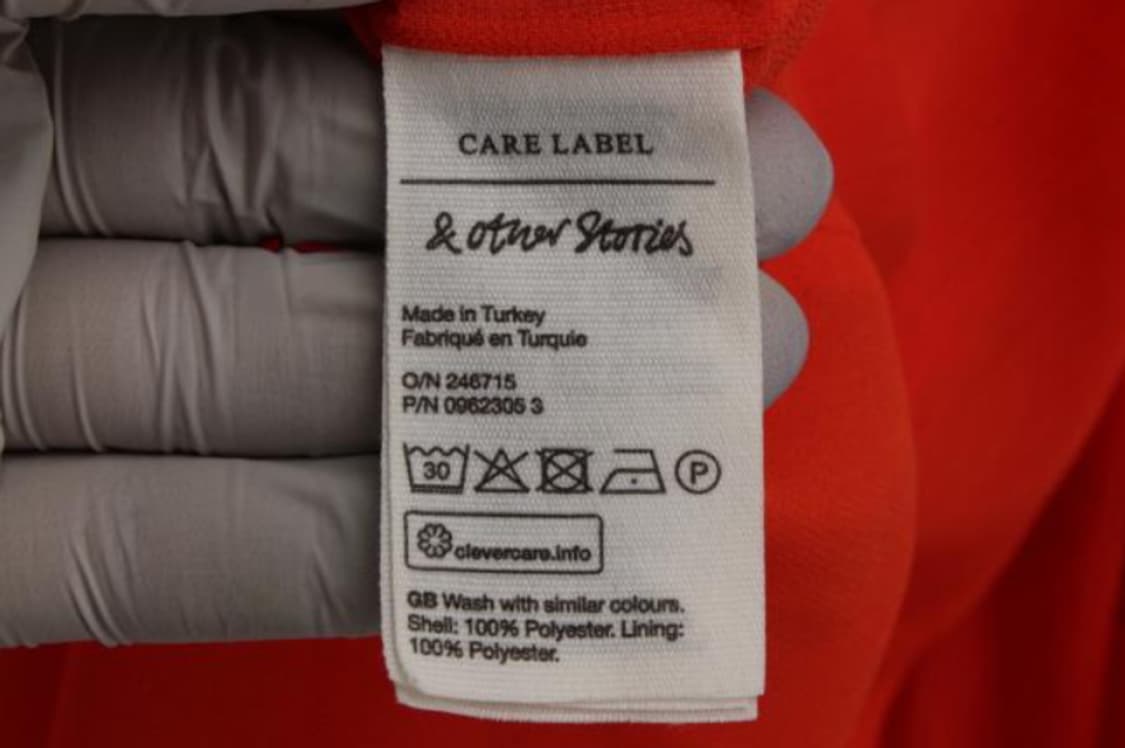 CARE LABEL
& other Stories
Made in Turkey
Fabriqué en Turquie
O/N 246715
P/N 0962305 3
30 P
clevercare.info
GB Wash with similar colours.
Shell: 100% Polyester. Lining:
100% Polyester.